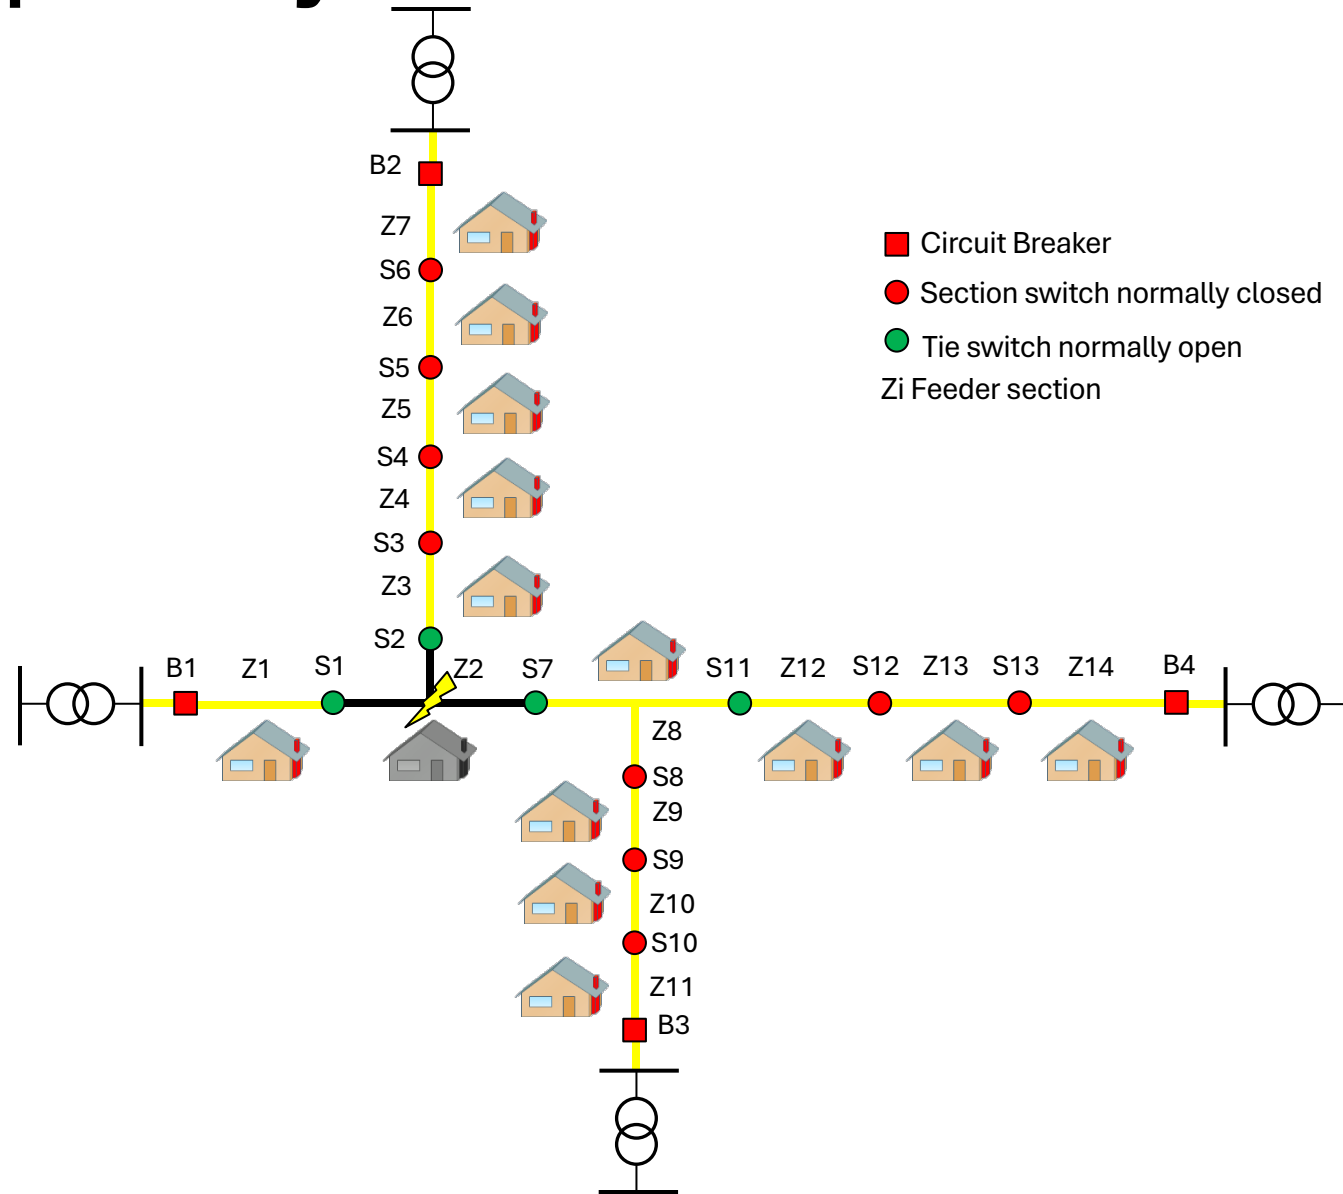 B2
Z7
S6
Z6
S5
Z5
S4
Z4
S3
Z3
S2
Circuit Breaker
Section switch normally closed
Tie switch normally open
Zi Feeder section
B1 Z1 S1 Z2 S7 S11 Z12 S12 Z13 S13 Z14 B4
Z8
S8
Z9
S9
Z10
S10
Z11
B3